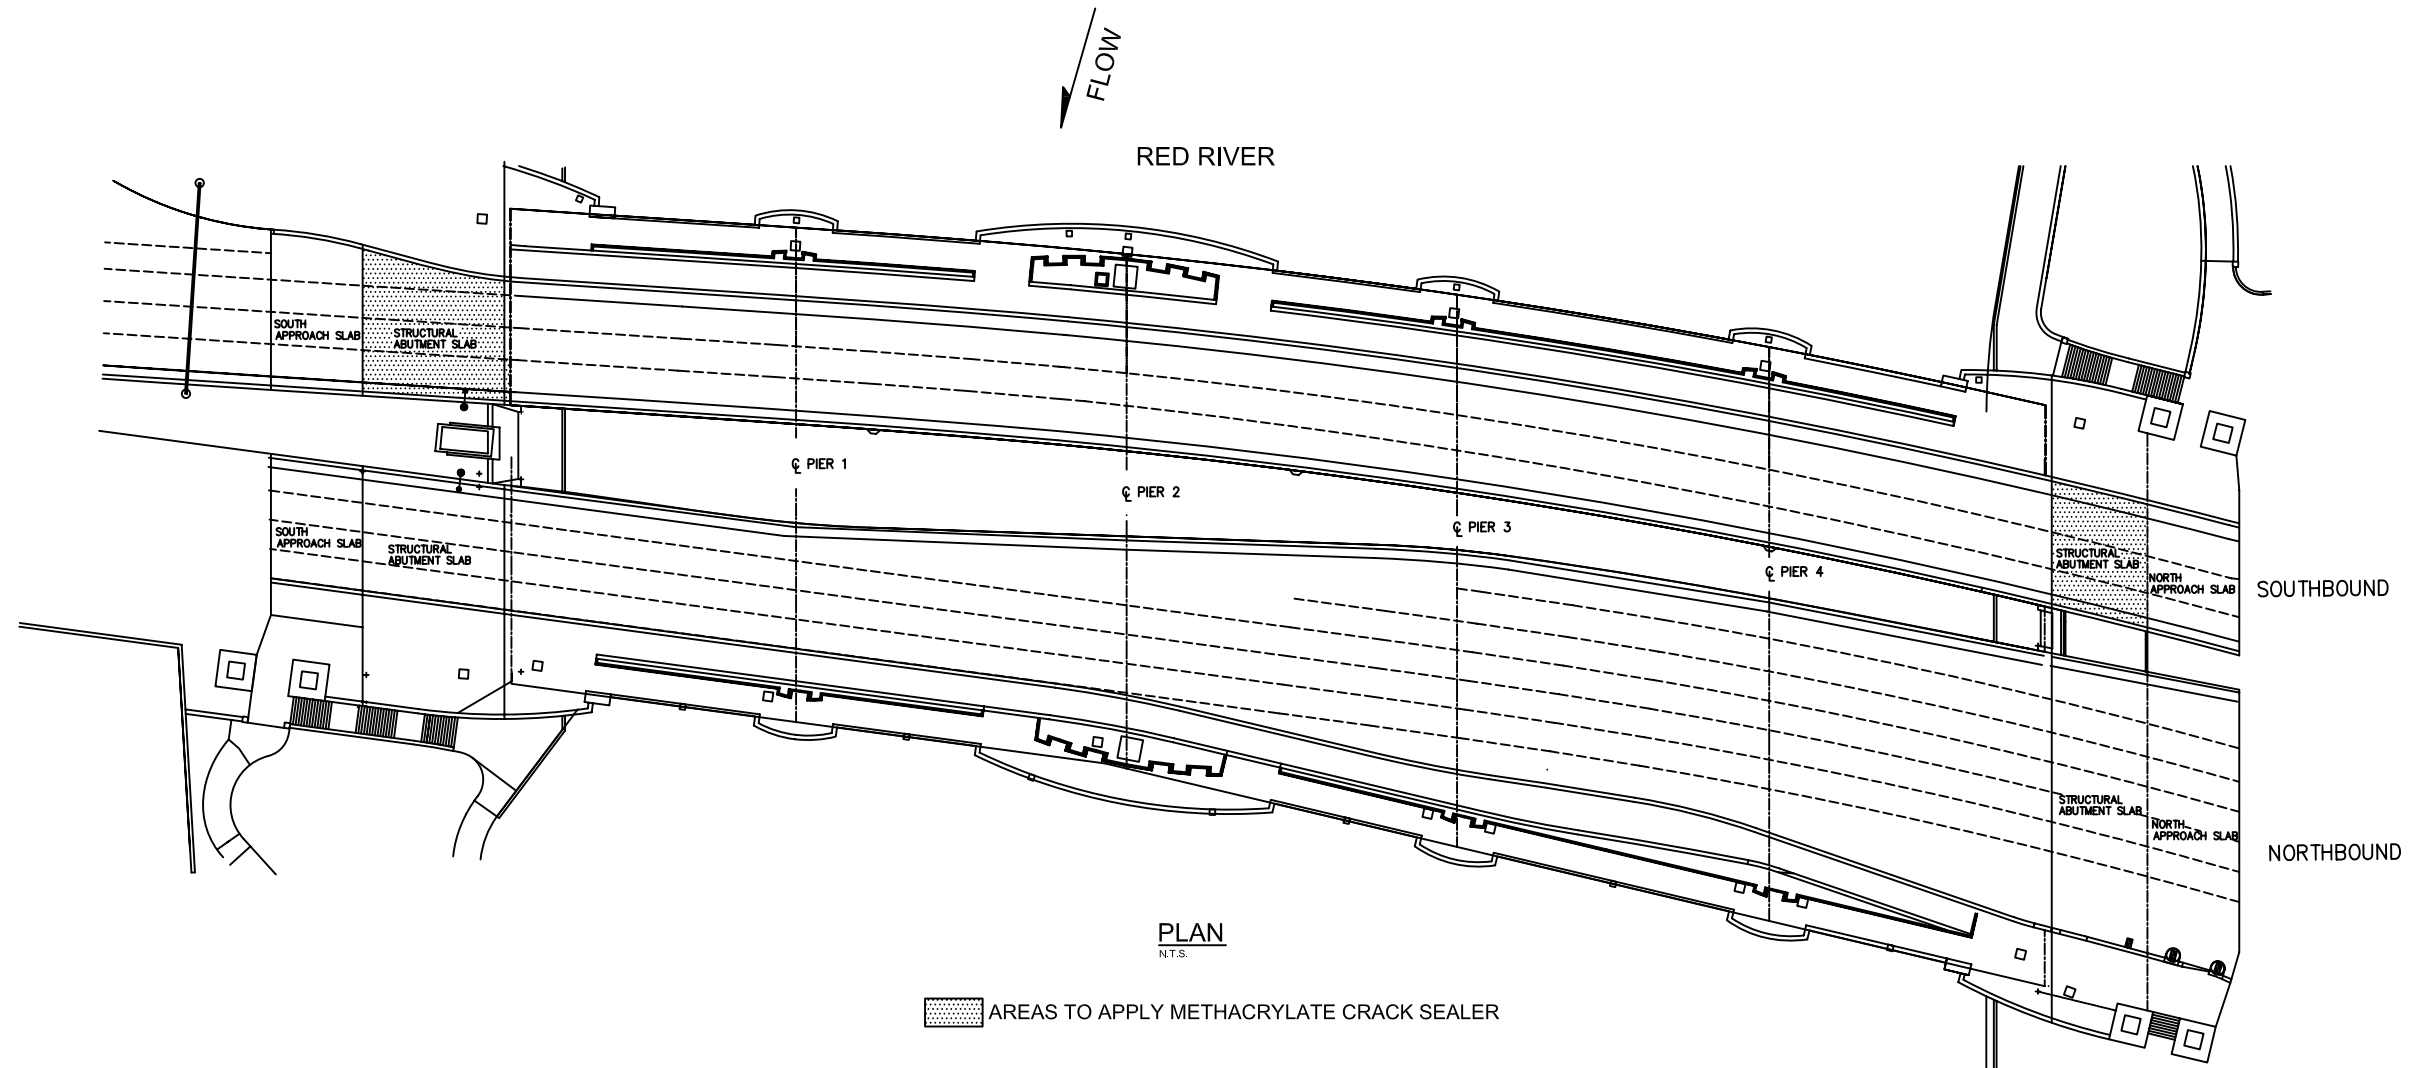 FLOW
RED RIVER
SOUTH
APPROACH SLAB
STRUCTURAL
ABUTMENT SLAB
℄ PIER 1
℄ PIER 2
℄ PIER 3
℄ PIER 4
SOUTH
APPROACH SLAB
STRUCTURAL
ABUTMENT SLAB
STRUCTURAL
ABUTMENT SLAB
NORTH
APPROACH SLAB
SOUTHBOUND
STRUCTURAL
ABUTMENT SLAB
NORTH
APPROACH SLAB
NORTHBOUND
PLAN
N.T.S.
AREAS TO APPLY METHACRYLATE CRACK SEALER